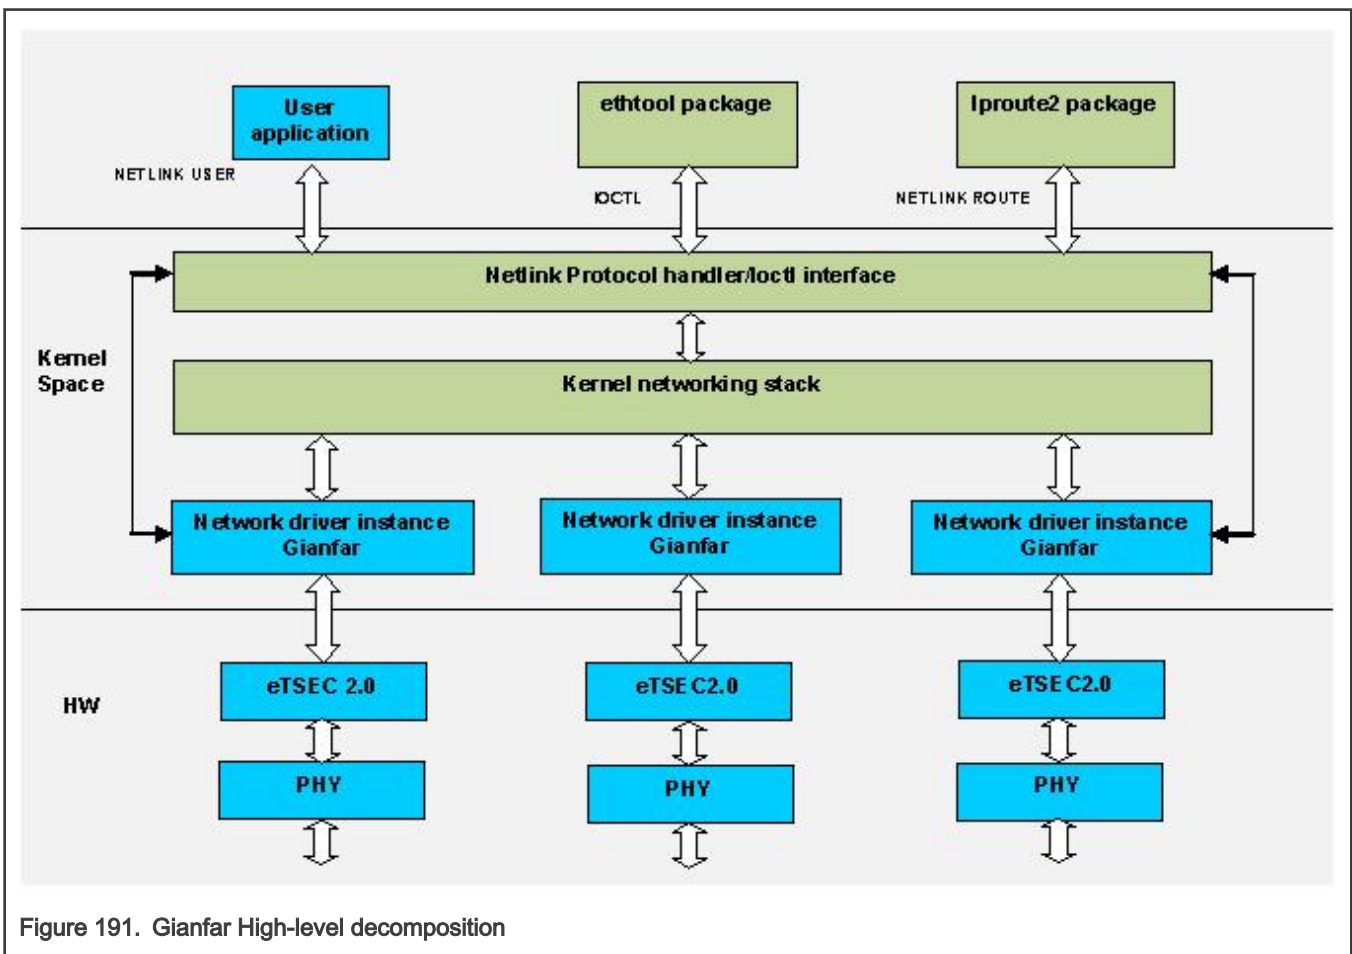 User
application
ethtool package
Iproute2 package
NETLINK USER
IOCTL
NETLINK ROUTE
Netlink Protocol handler/Ioctl interface
Kernel
Space
Kernel networking stack
Network driver instance
Gianfar
Network driver instance
Gianfar
Network driver instance
Gianfar
HW
eTSEC 2.0
eTSEC2.0
eTSEC2.0
PHY
PHY
PHY
Figure 191. Gianfar High-level decomposition